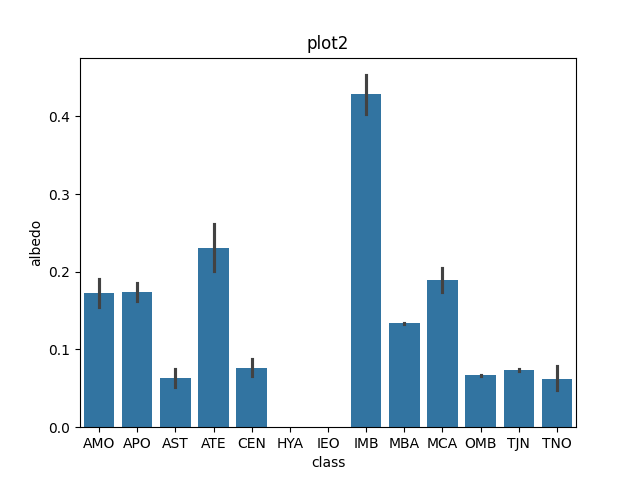 plot2
albedo
0.4
0.3
0.2
0.1
0.0
AMO APO AST ATE CEN HYA IEO IMB MBA MCA OMB TJN TNO
class